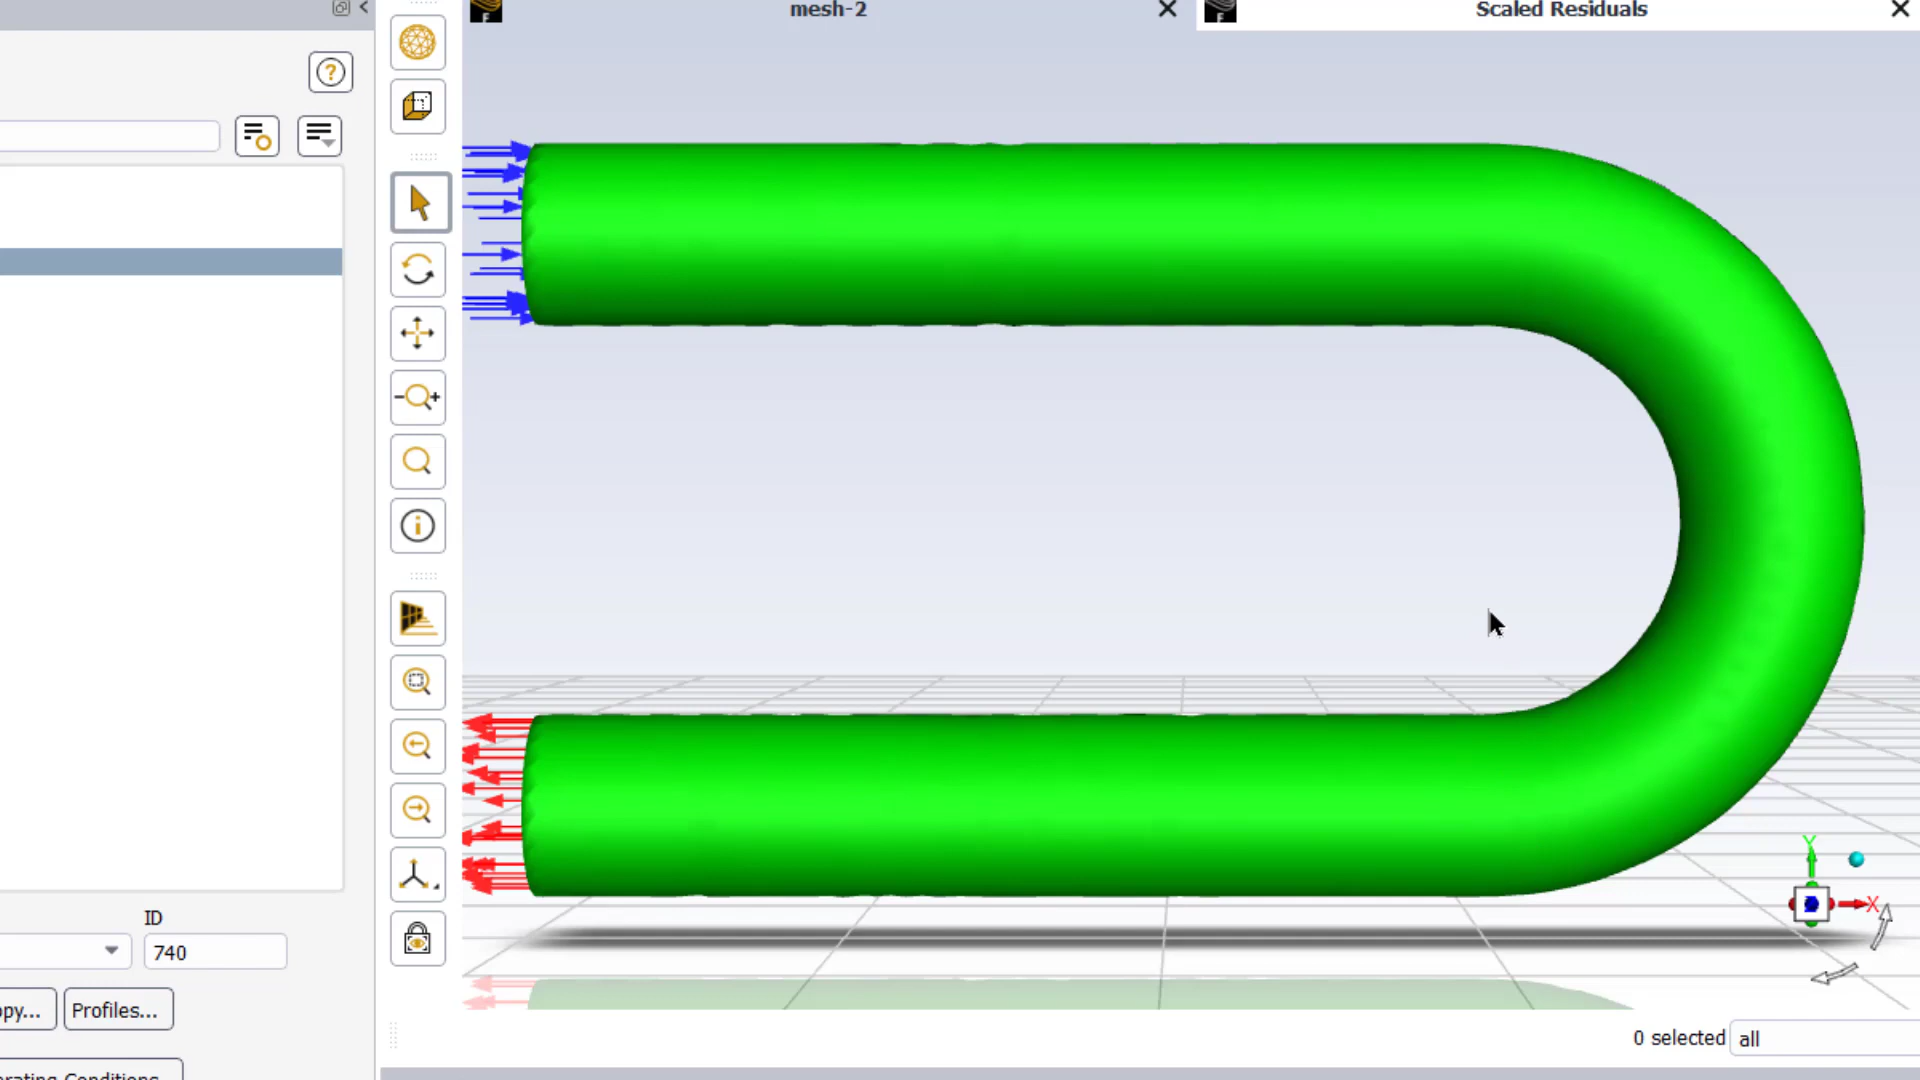 mesh-2
Scaled Residuals
ID
740
Profiles...
Y
X
0 selected
all